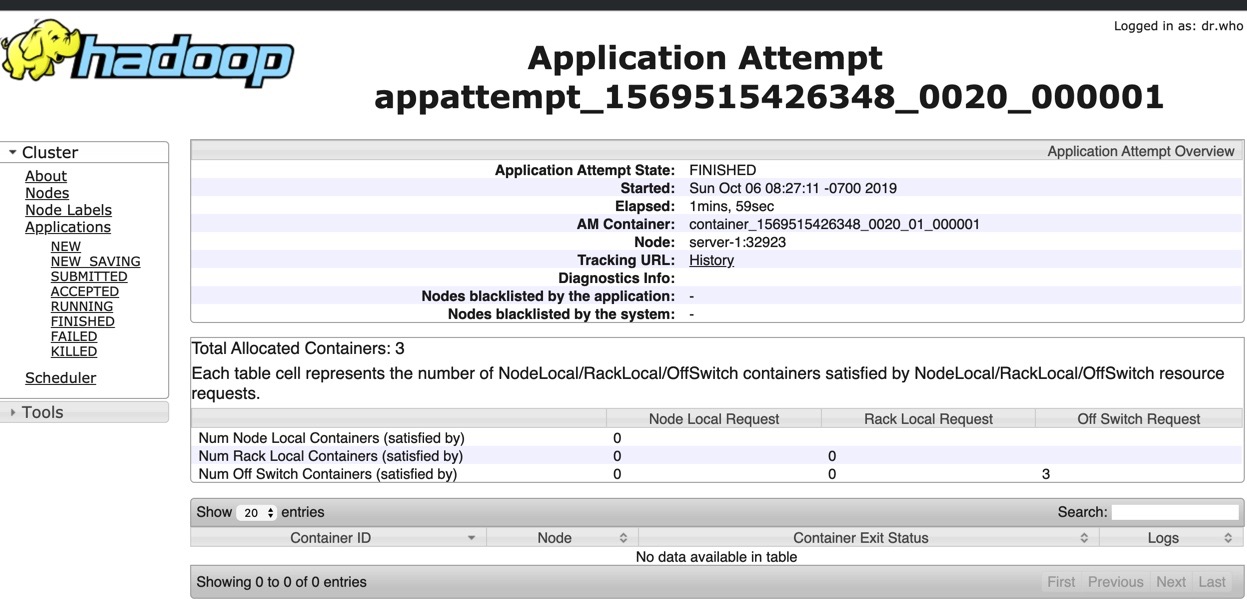 Logged in as: dr.who
hadoop
Application Attempt
appattempt_1569515426348_0020_000001
Cluster
About
Nodes
Node Labels
Applications
NEW
NEW_SAVING
SUBMITTED
ACCEPTED
RUNNING
FINISHED
FAILED
KILLED
Scheduler
Tools
Application Attempt Overview
Application Attempt State: FINISHED
Started: Sun Oct 06 08:27:11 -0700 2019
Elapsed: 1mins, 59sec
AM Container: container_1569515426348_0020_01_000001
Node: server-1:32923
Tracking URL: History
Diagnostics Info:
Nodes blacklisted by the application: -
Nodes blacklisted by the system: -
Total Allocated Containers: 3
Each table cell represents the number of NodeLocal/RackLocal/OffSwitch containers satisfied by NodeLocal/RackLocal/OffSwitch resource
requests.
Node Local Request Rack Local Request Off Switch Request
Num Node Local Containers (satisfied by) 0
Num Rack Local Containers (satisfied by) 0 0
Num Off Switch Containers (satisfied by) 0 0 3
Show 20 entries Search:
Container ID Node Container Exit Status Logs
No data available in table
Showing 0 to 0 of 0 entries First Previous Next Last